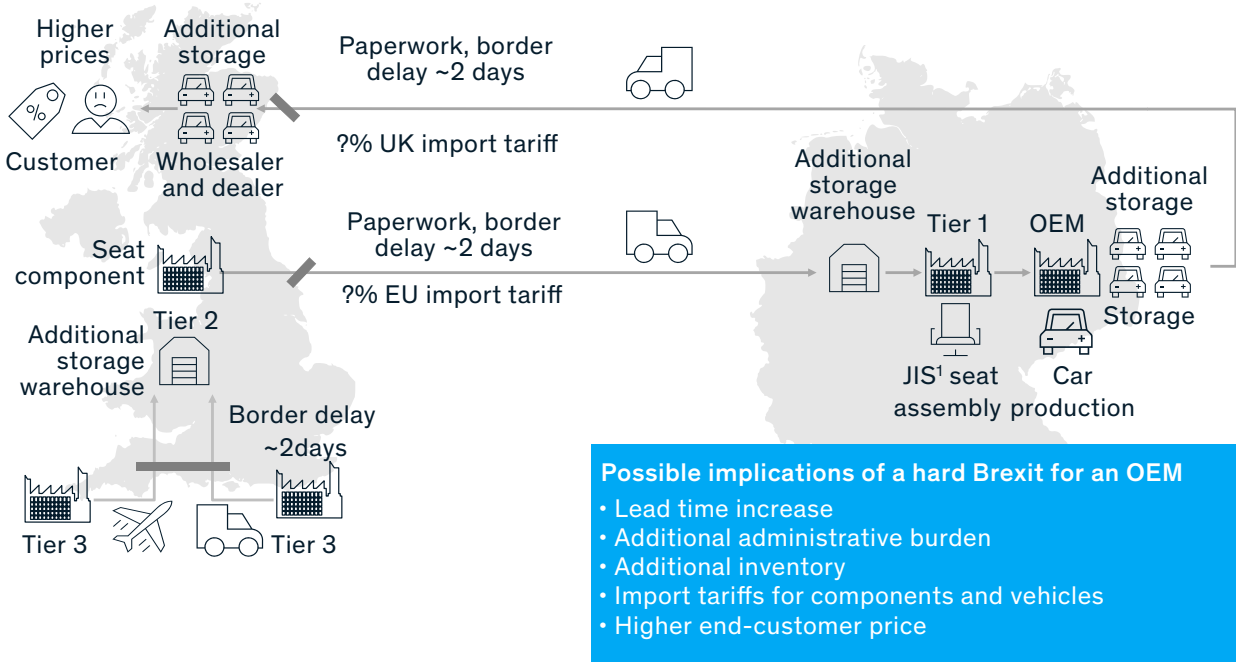 Higher
prices
Additional
storage
Paperwork, border
delay ~2 days
%
Customer
Wholesaler
and dealer
?% UK import tariff
Additional
storage
warehouse
Tier 1
OEM
Additional
storage
Seat
component
Paperwork, border
delay ~2 days
?% EU import tariff
Tier 2
Storage
Additional
storage
warehouse
JIS¹ seat
assembly
Car
production
Border delay
~2days
Tier 3
Tier 3
Possible implications of a hard Brexit for an OEM
• Lead time increase
• Additional administrative burden
• Additional inventory
• Import tariffs for components and vehicles
• Higher end-customer price